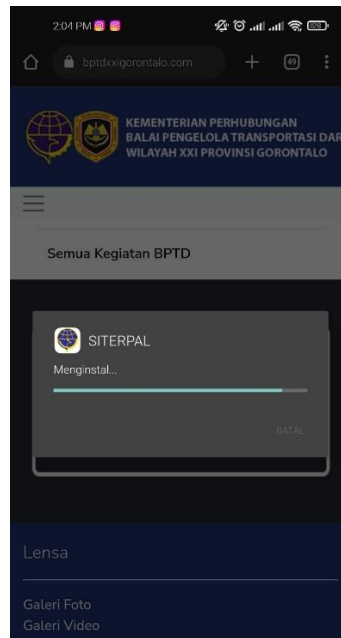 2:04 PM
bptdxxigorontalo.com
49
KEMENTERIAN PERHUBUNGAN
BALAI PENGELOLA TRANSPORTASI DAR
WILAYAH XXI PROVINSI GORONTALO
Semua Kegiatan BPTD
SITERPAL
Menginstal...
BATAL
Lensa
Galeri Foto
Galeri Video